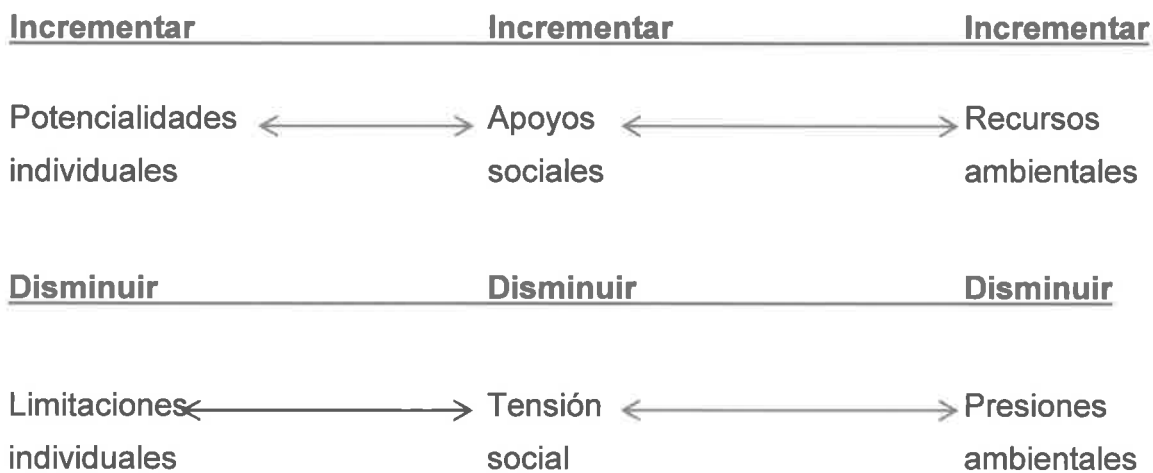 Incrementar Incrementar Incrementar
Potencialidades Apoyos Recursos
individuales sociales ambientales
Disminuir Disminuir Disminuir
Limitaciones Tensión Presiones
individuales social ambientales